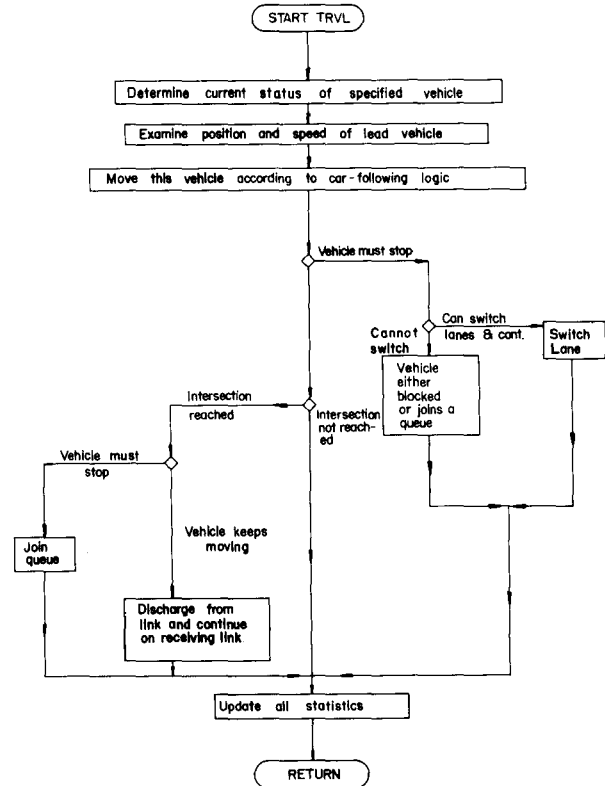 START TRVL
Determine current status of specified vehicle
Examine position and speed of lead vehicle
Move this vehicle according to car-following logic
Vehicle must stop
Can switch
lanes & cont.
Cannot
switch
Switch
Lane
Vehicle
either
blocked
or joins a
queue
Intersection
reached
Intersection
not reach-
ed
Vehicle must
stop
Vehicle keeps
moving
Join
queue
Discharge from
link and continue
on receiving link
Update all statistics
RETURN